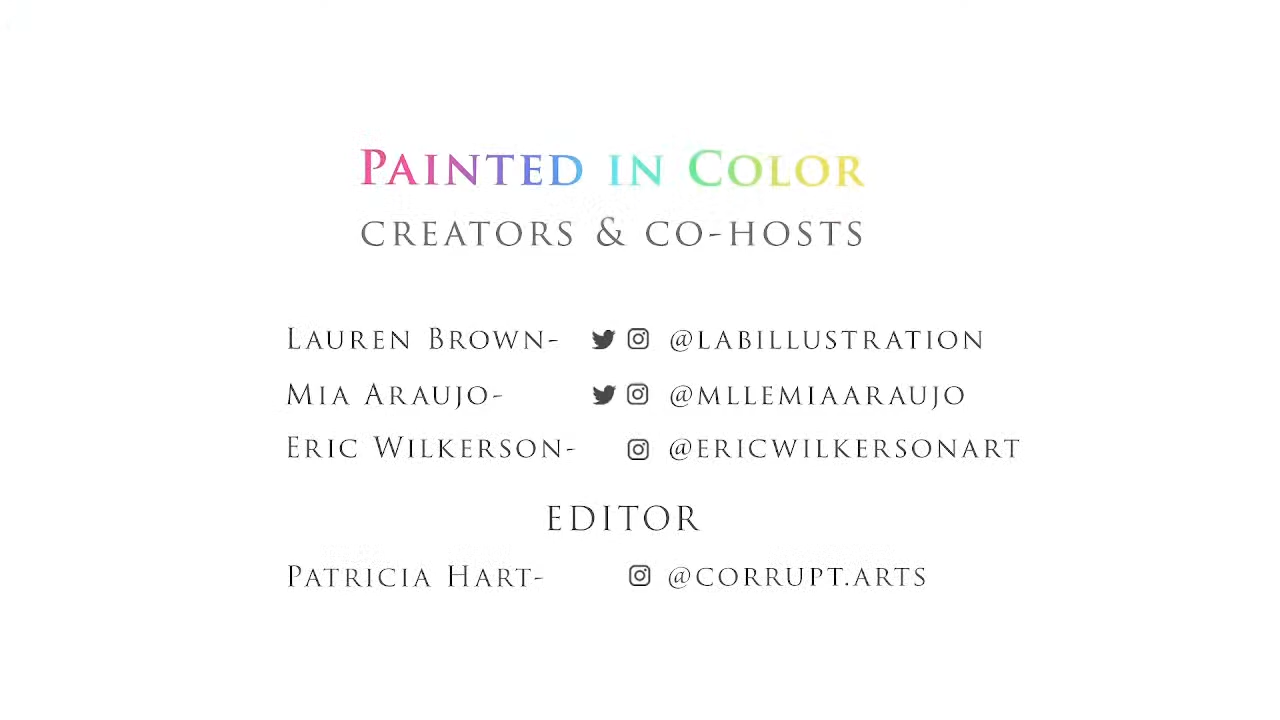 Painted in Color
creators & co-hosts
Lauren Brown- @labillustration
Mia Araujo- @mllemiaaraujo
Eric Wilkerson- @ericwilkersonart
Editor
Patricia Hart- @corrupt.arts